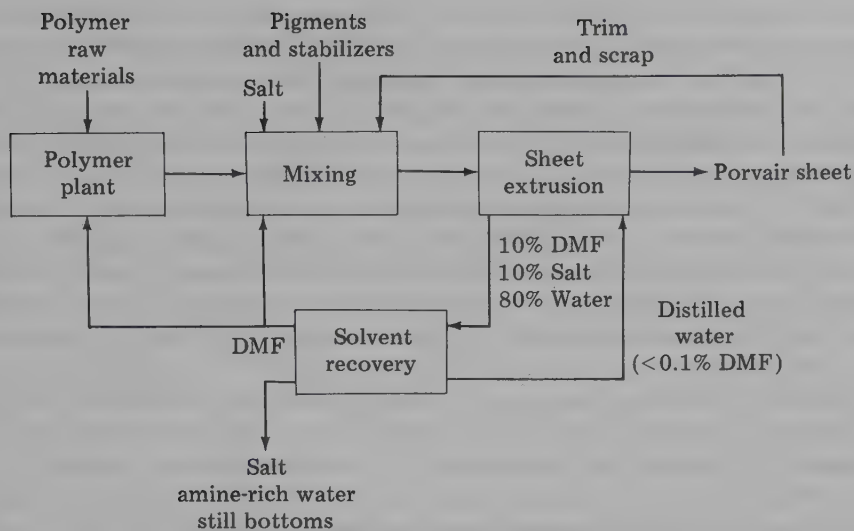 Polymer
raw
materials
Pigments
and stabilizers
Salt
Trim
and scrap
Polymer
plant
Mixing
Sheet
extrusion
Porvair sheet
10% DMF
10% Salt
80% Water
Distilled
water
(<0.1% DMF)
DMF
Solvent
recovery
Salt
amine-rich water
still bottoms